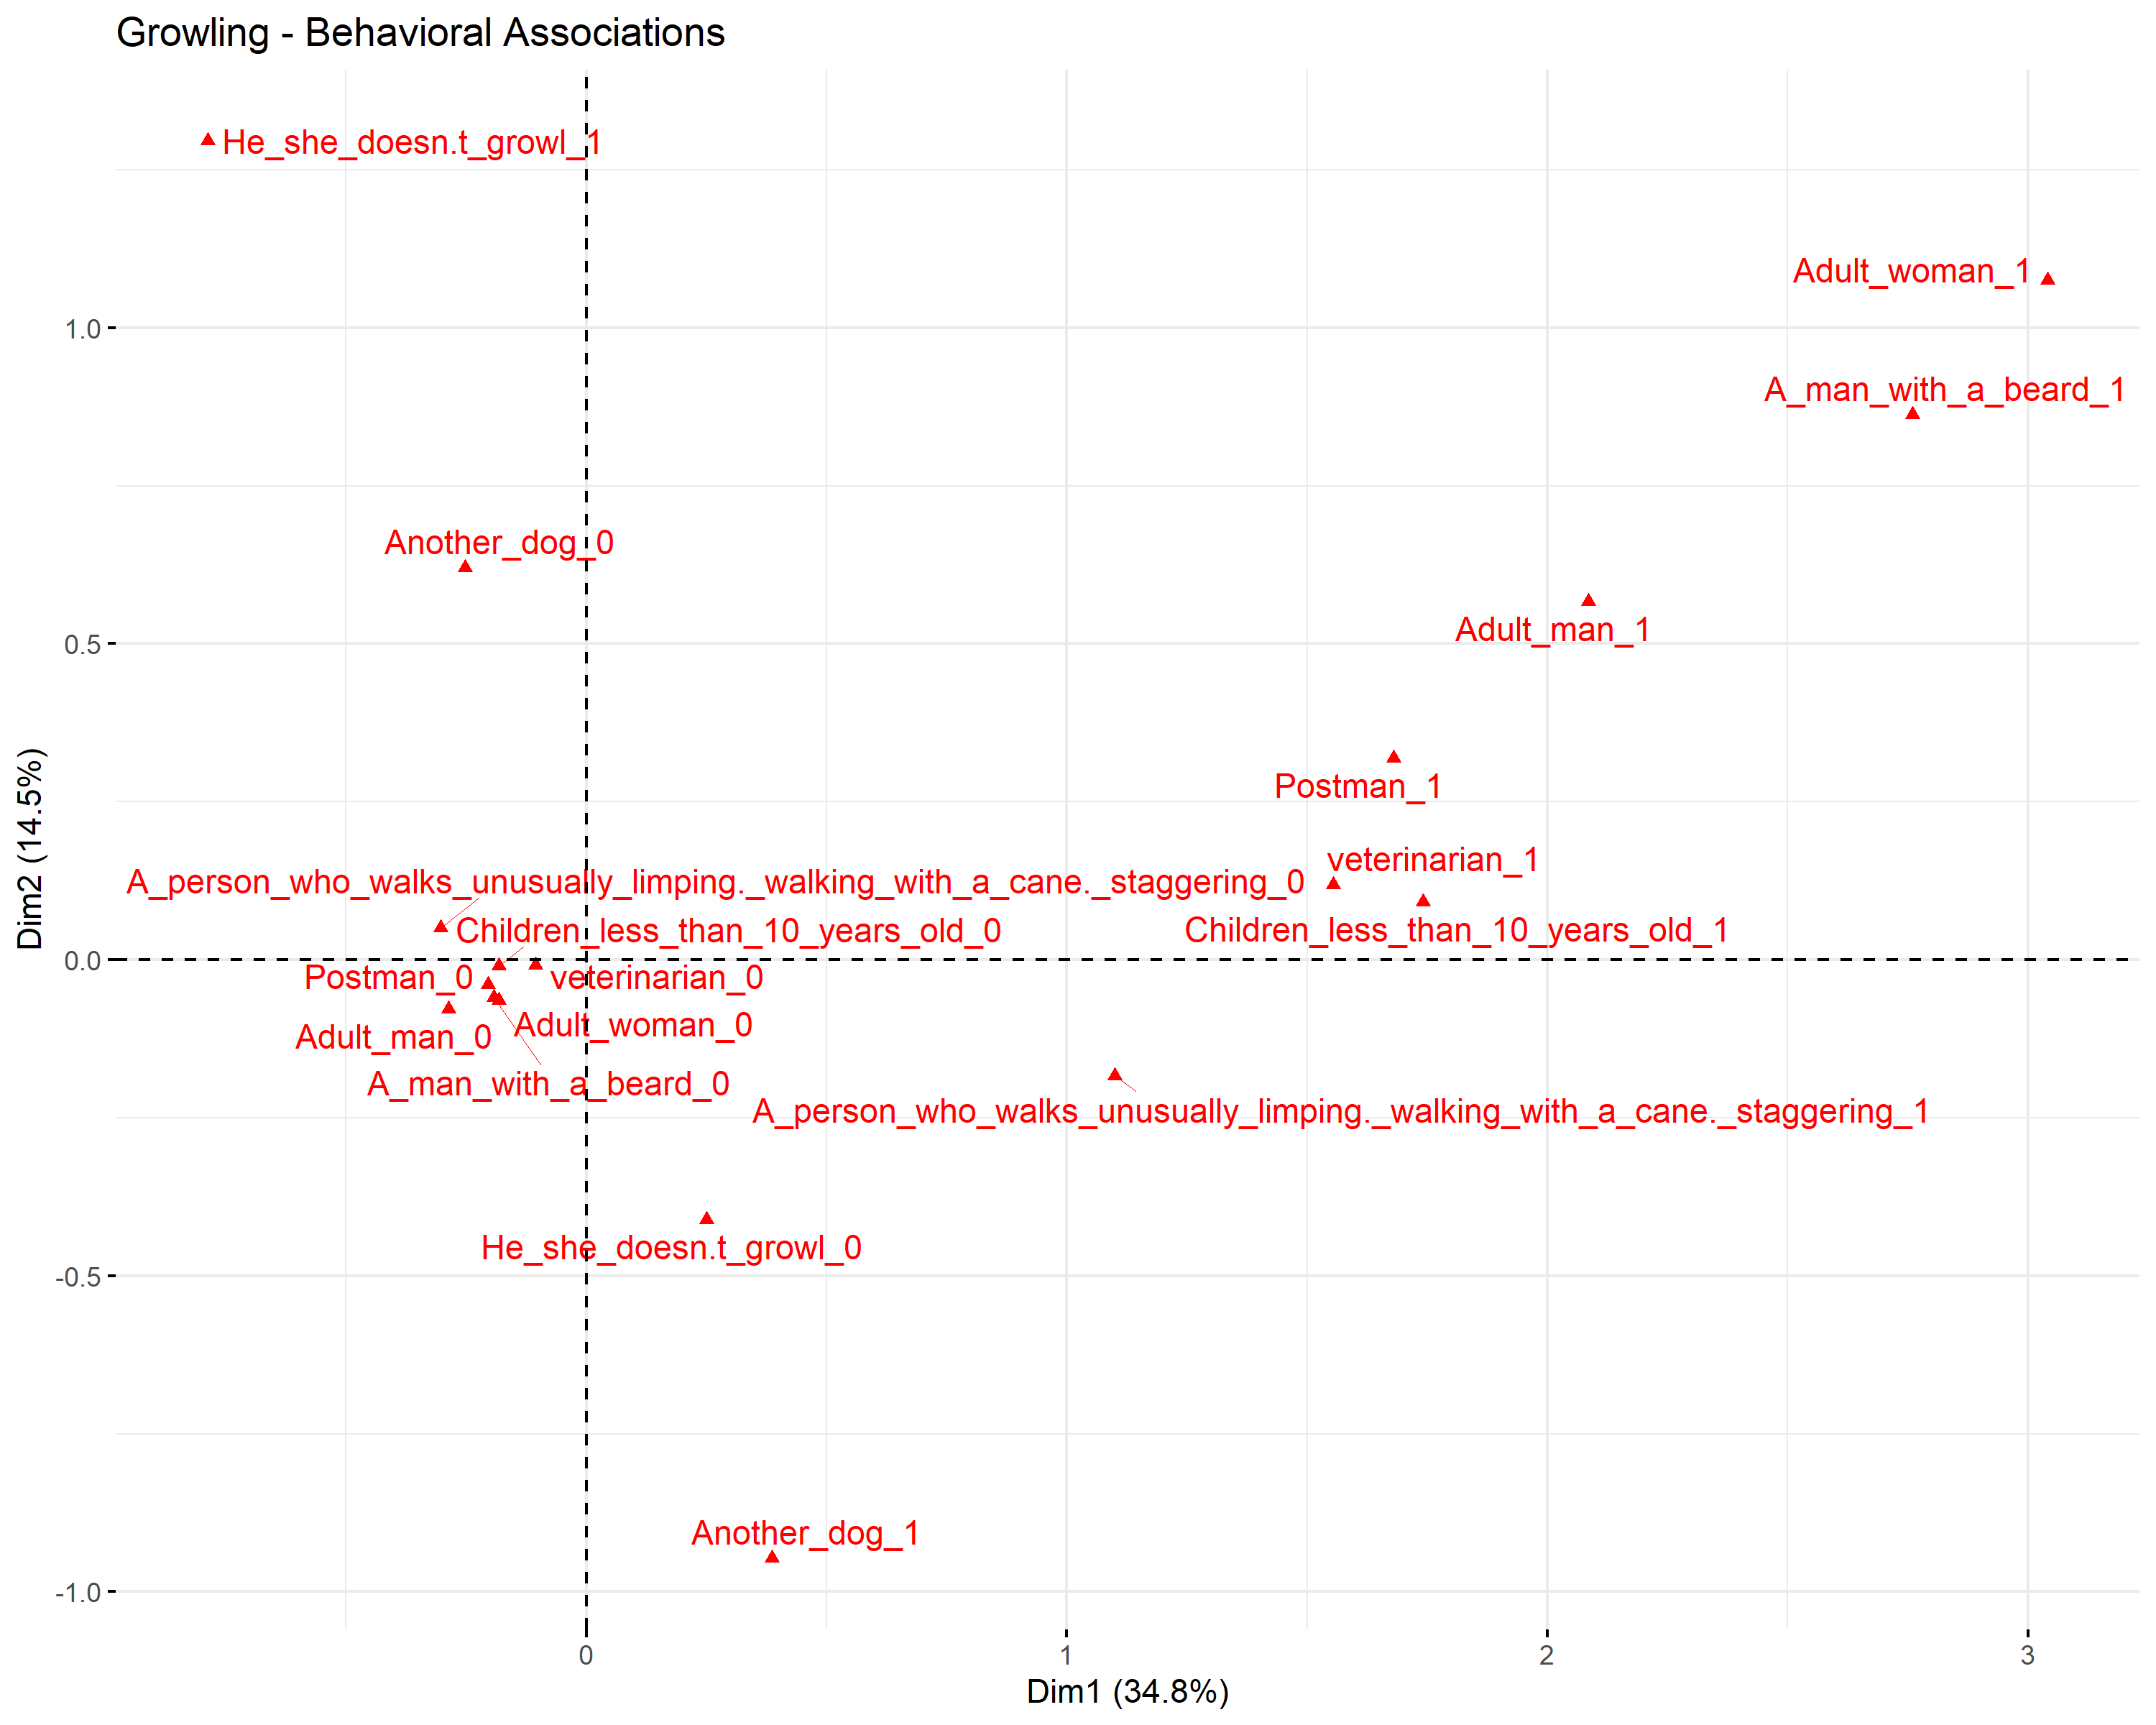 Growling - Behavioral Associations
He_she_doesn.t_growl_1
Adult_woman_1
1.0
A_man_with_a_beard_1
Another_dog_0
Adult_man_1
0.5
Postman_1
veterinarian_1
A_person_who_walks_unusually_limping._walking_with_a_cane._staggering_0
Children_less_than_10_years_old_0
Children_less_than_10_years_old_1
Dim2 (14.5%)
0.0
Postman_0
veterinarian_0
Adult_woman_0
Adult_man_0
A_man_with_a_beard_0
A_person_who_walks_unusually_limping._walking_with_a_cane._staggering_1
He_she_doesn.t_growl_0
-0.5
Another_dog_1
-1.0
0 1 2 3
Dim1 (34.8%)